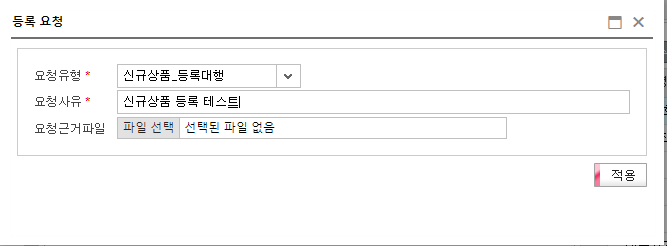 등록 요청
요청유형 * 신규상품_등록대행
요청사유 * 신규상품 등록 테스트
요청근거파일 파일 선택 선택된 파일 없음
적용